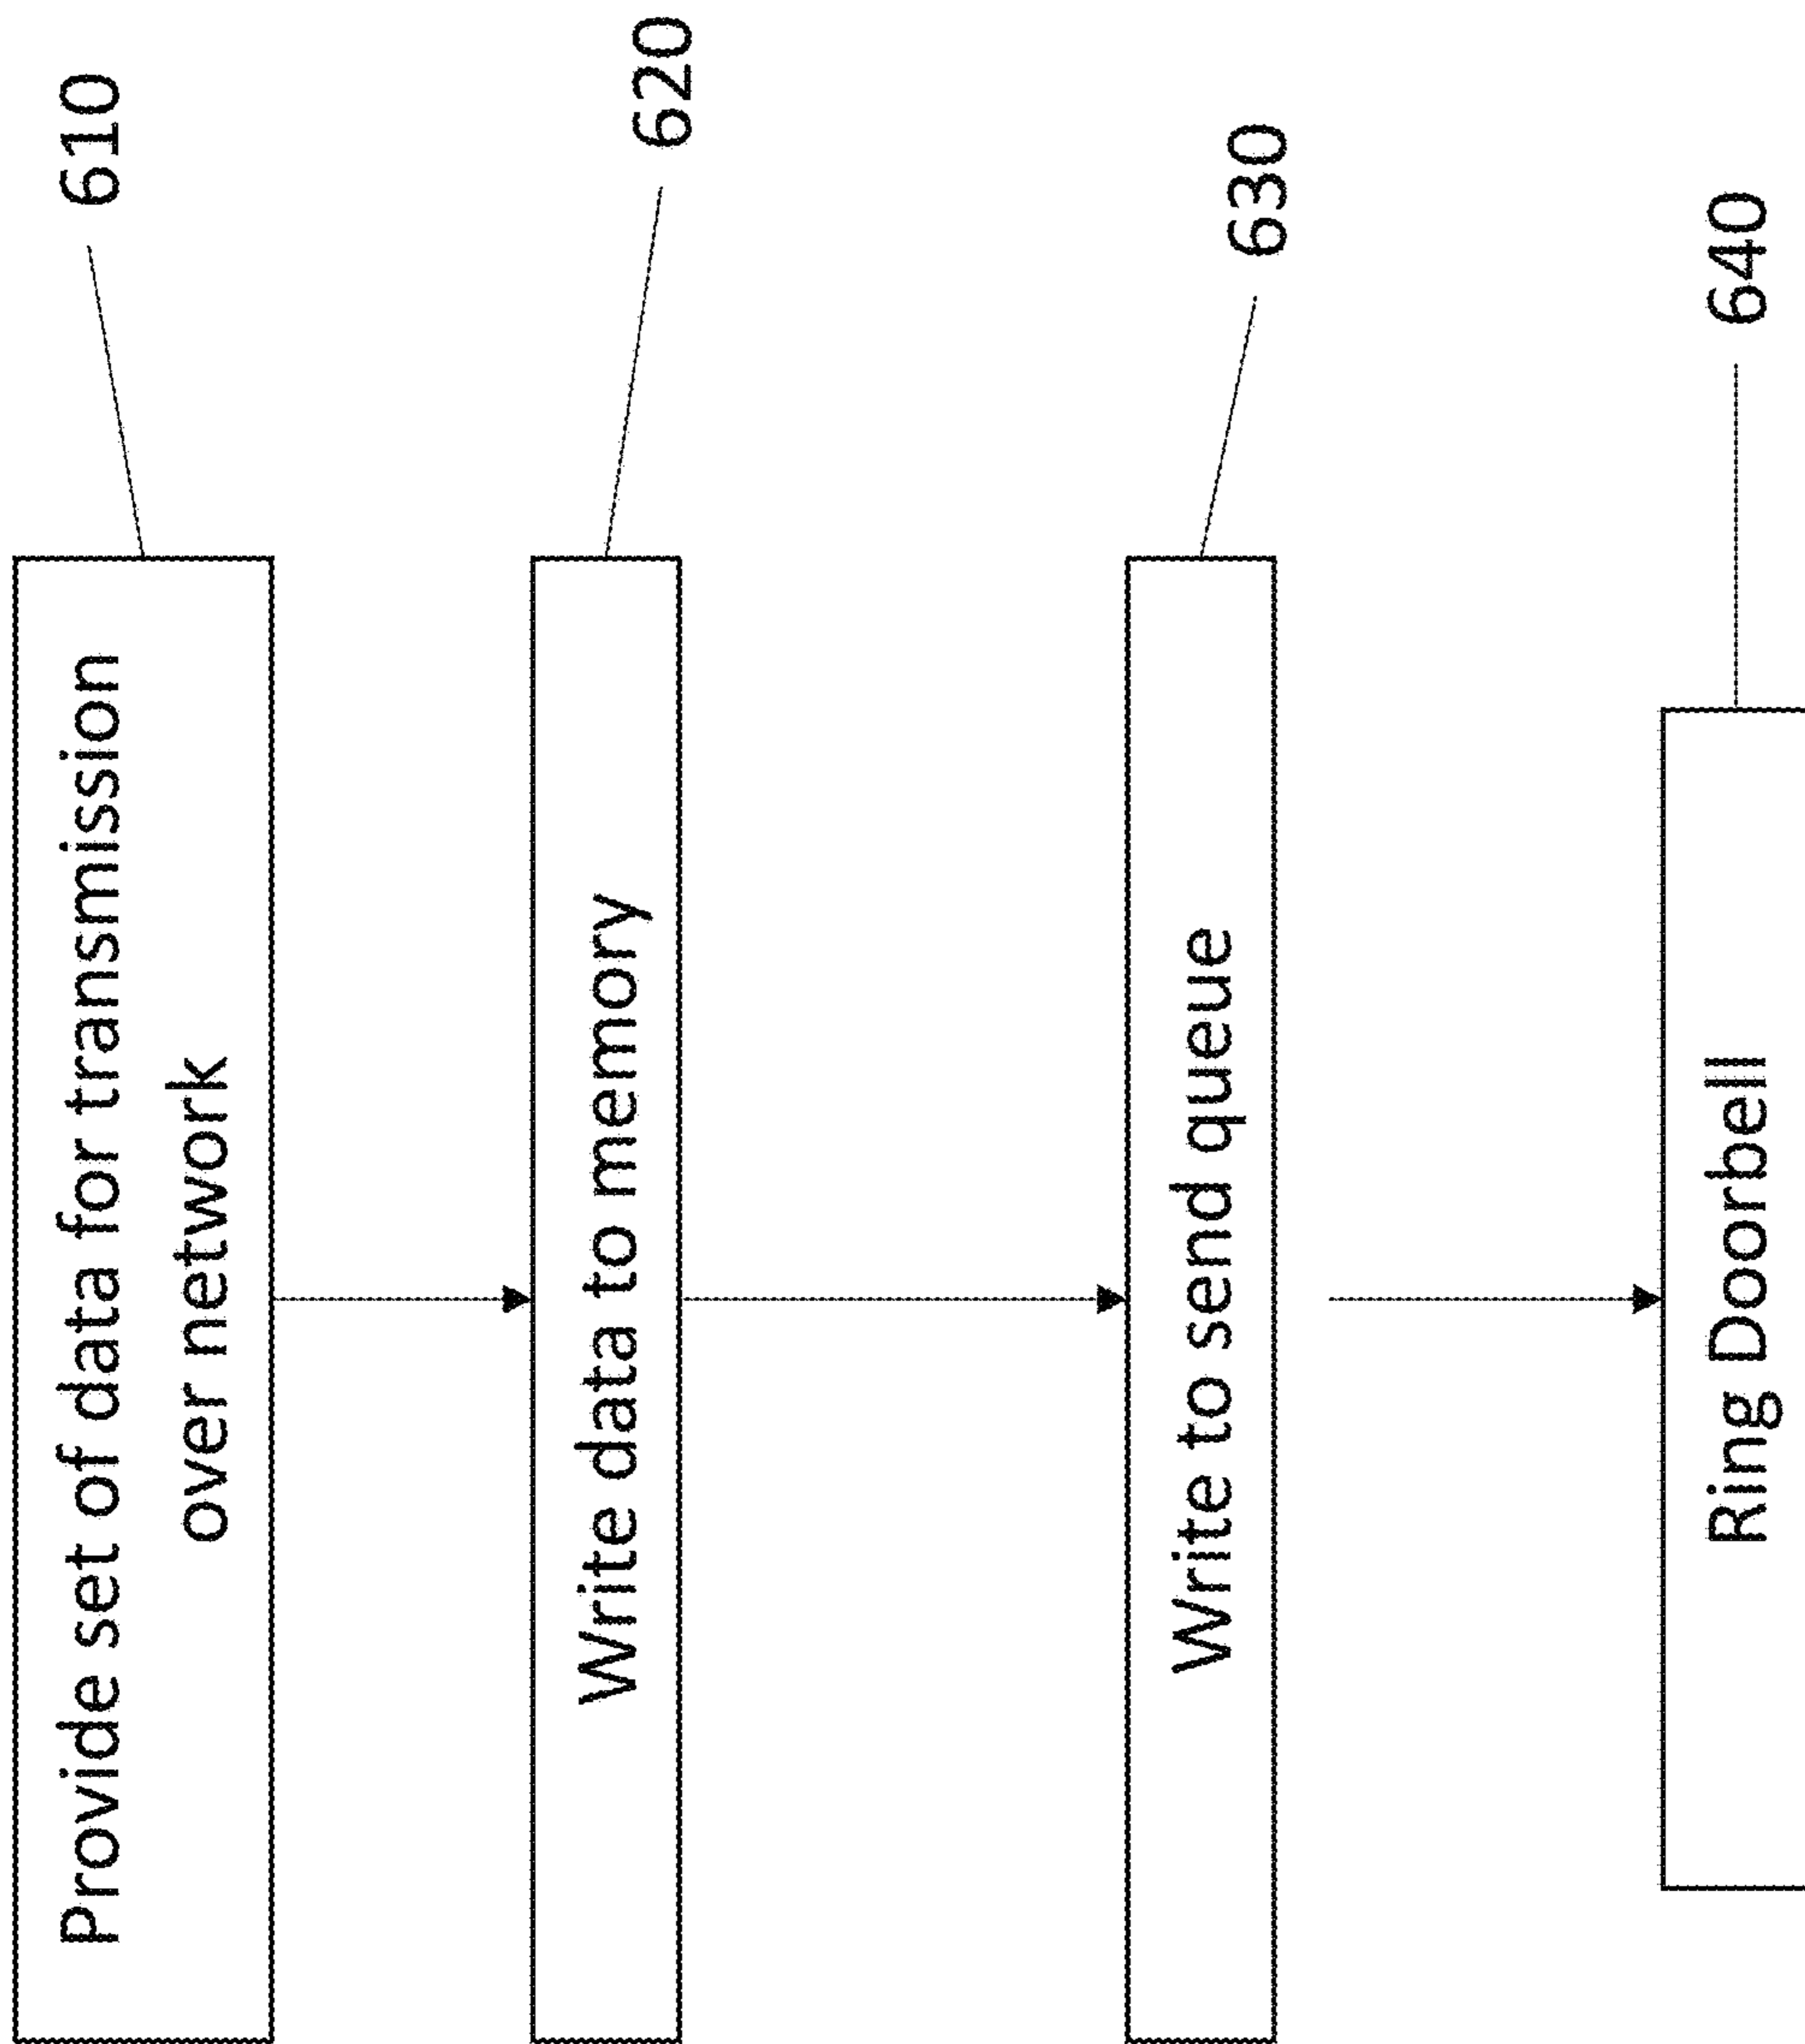 Provide set of data for transmission
over network
610
Write data to memory
620
Write to send queue
630
Ring Doorbell
640